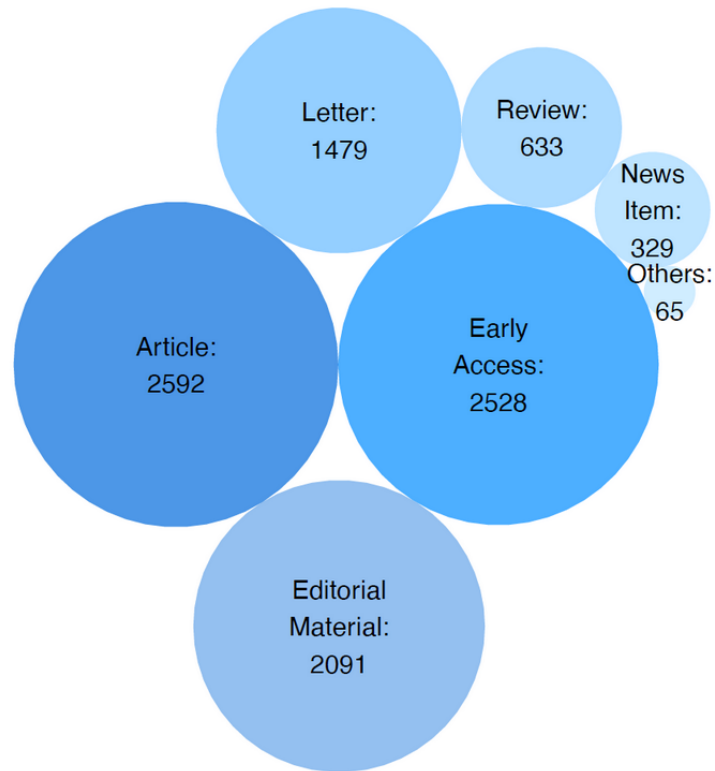 Letter:
1479
Review:
633
News
Item:
329
Others:
65
Article:
2592
Early
Access:
2528
Editorial
Material:
2091